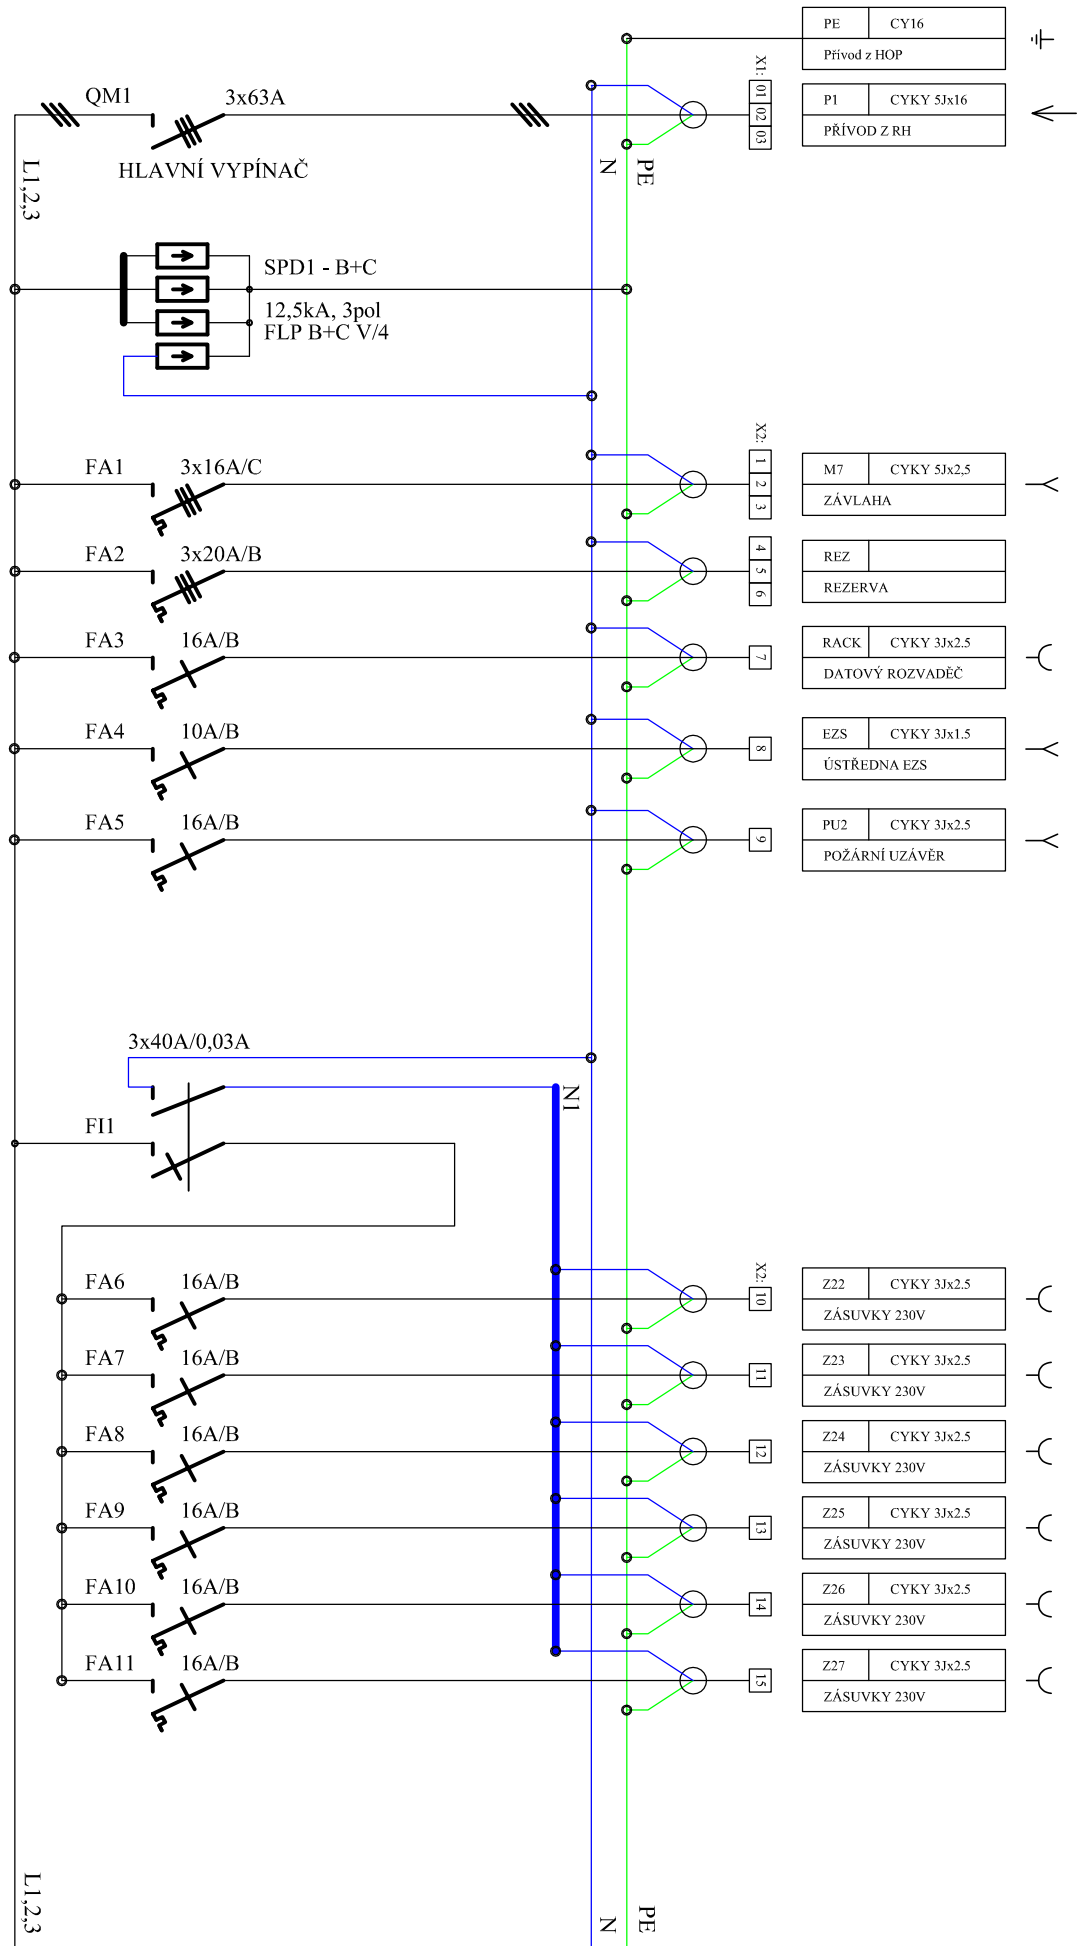 PE CY16
Přívod z HOP
X1: 01 02 03
QM1 3x63A
P1 CYKY 5Jx16
PŘÍVOD Z RH
HLAVNÍ VYPÍNAČ
L1,2,3
N
PE
SPD1 - B+C
12,5kA, 3pol
FLP B+C V/4
X2: 1 2 3
FA1 3x16A/C
M7 CYKY 5Jx2,5
ZÁVLAHA
FA2 3x20A/B
4 5 6
REZ
REZERVA
FA3 16A/B
7
RACK CYKY 3Jx2.5
DATOVÝ ROZVADĚČ
FA4 10A/B
8
EZS CYKY 3Jx1.5
ÚSTŘEDNA EZS
FA5 16A/B
9
PU2 CYKY 3Jx2.5
POŽÁRNÍ UZÁVĚR
3x40A/0,03A
N1
FI1
X2: 10
FA6 16A/B
Z22 CYKY 3Jx2.5
ZÁSUVKY 230V
FA7 16A/B
11
Z23 CYKY 3Jx2.5
ZÁSUVKY 230V
FA8 16A/B
12
Z24 CYKY 3Jx2.5
ZÁSUVKY 230V
FA9 16A/B
13
Z25 CYKY 3Jx2.5
ZÁSUVKY 230V
FA10 16A/B
14
Z26 CYKY 3Jx2.5
ZÁSUVKY 230V
FA11 16A/B
15
Z27 CYKY 3Jx2.5
ZÁSUVKY 230V
L1,2,3
N
PE